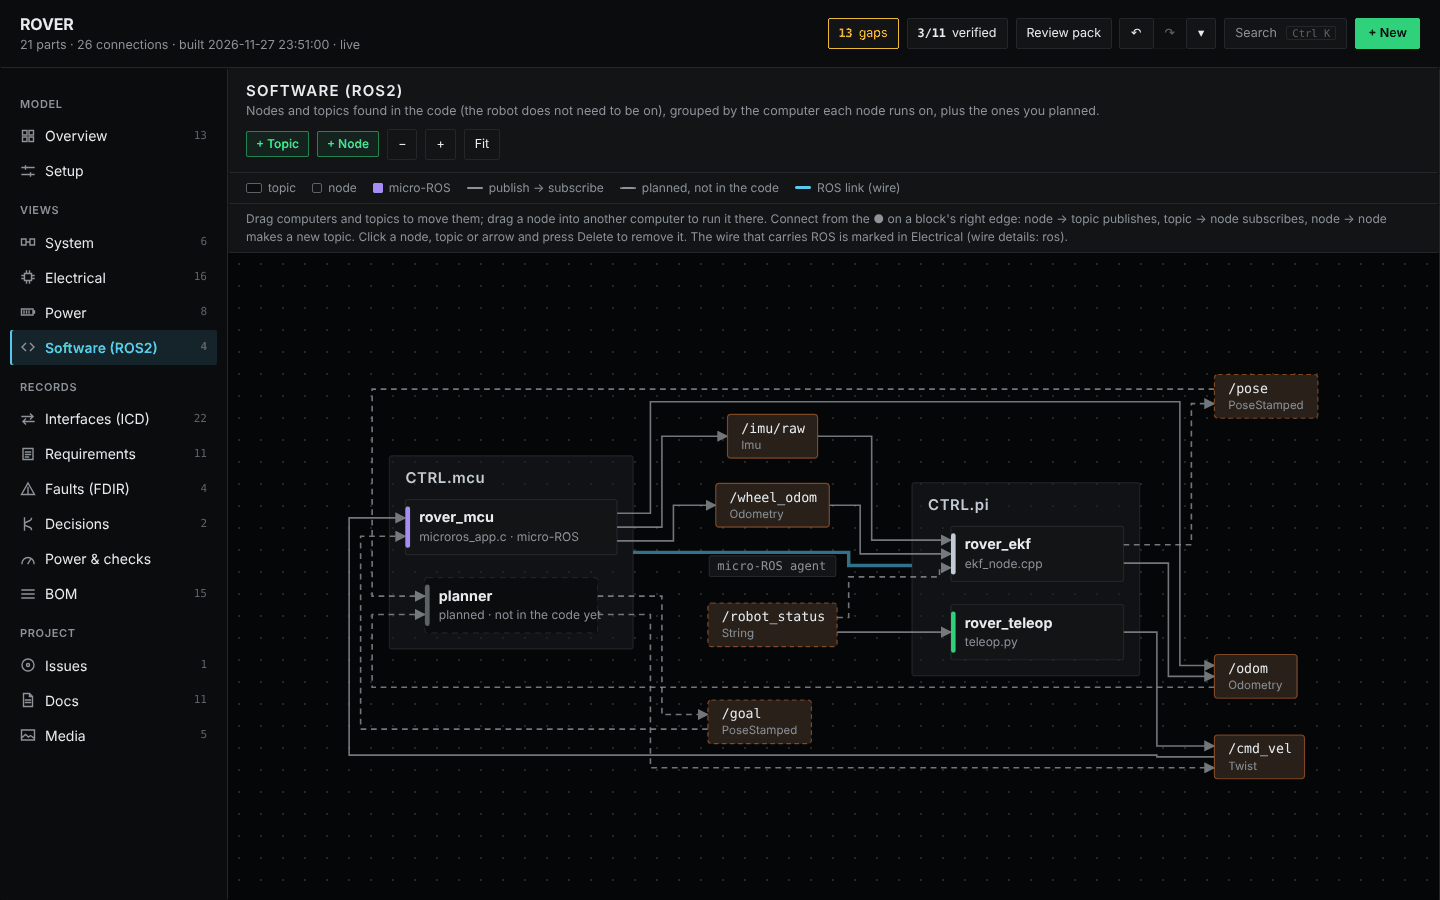 ROVER
21 parts · 26 connections · built 2026-11-27 23:51:00 · live
13 gaps
3/11 verified
Review pack
Search Ctrl K
+ New
MODEL
Overview 13
Setup
VIEWS
System 6
Electrical 16
Power 8
Software (ROS2) 4
RECORDS
Interfaces (ICD) 22
Requirements 11
Faults (FDIR) 4
Decisions 2
Power & checks
BOM 15
PROJECT
Issues 1
Docs 11
Media 5
SOFTWARE (ROS2)
Nodes and topics found in the code (the robot does not need to be on), grouped by the computer each node runs on, plus the ones you planned.
+ Topic
+ Node
−
+
Fit
topic
node
micro-ROS
publish → subscribe
planned, not in the code
ROS link (wire)
Drag computers and topics to move them; drag a node into another computer to run it there. Connect from the ● on a block's right edge: node → topic publishes, topic → node subscribes, node → node
makes a new topic. Click a node, topic or arrow and press Delete to remove it. The wire that carries ROS is marked in Electrical (wire details: ros).
/pose
PoseStamped
/imu/raw
Imu
CTRL.mcu
rover_mcu
microros_app.c · micro-ROS
/wheel_odom
Odometry
CTRL.pi
rover_ekf
ekf_node.cpp
micro-ROS agent
planner
planned · not in the code yet
/robot_status
String
rover_teleop
teleop.py
/odom
Odometry
/goal
PoseStamped
/cmd_vel
Twist